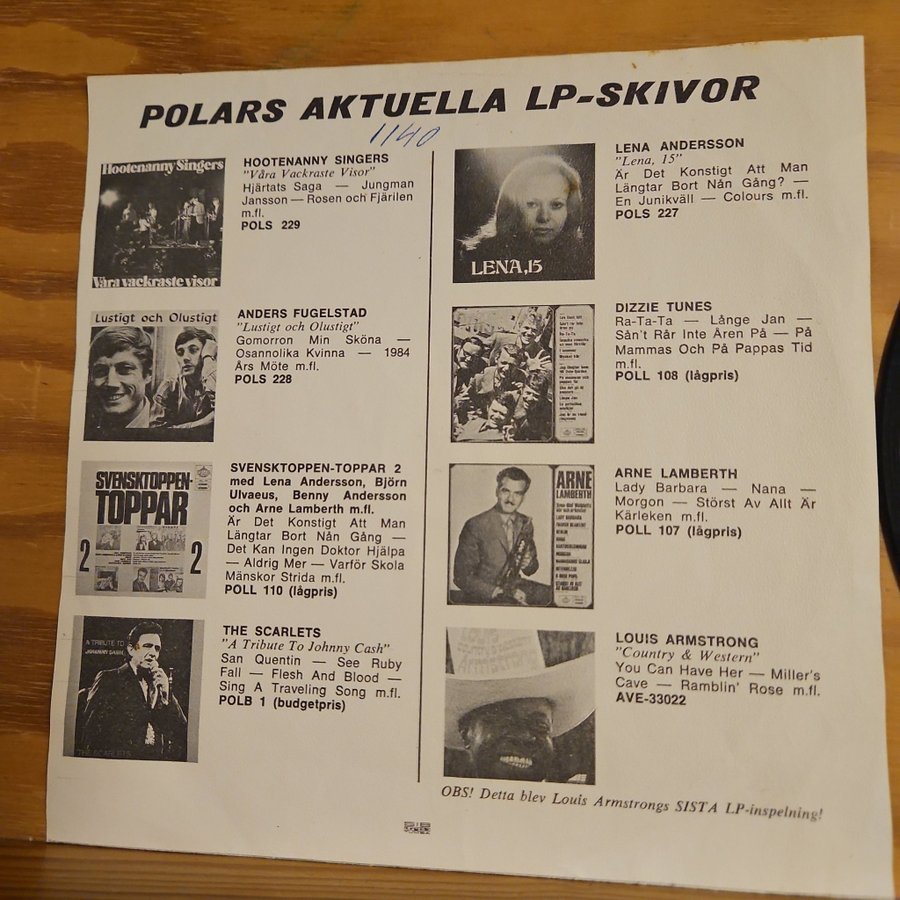 POLARS AKTUELLA LP-SKIVOR
1140
Hootenanny Singers
Våra vackraste visor
HOOTENANNY SINGERS
"Våra Vackraste Visor"
Hjärtats Saga — Jungman
Jansson — Rosen och Fjärilen
m.fl.
POLS 229
Lustigt och Olustigt
ANDERS FUGELSTAD
"Lustigt och Olustigt"
Gomorron Min Sköna —
Osannolika Kvinna — 1984
Års Möte m.fl.
POLS 228
SVENSKTOPPEN-
TOPPAR
2
2
SVENSKTOPPEN-TOPPAR 2
med Lena Andersson, Björn
Ulvaeus, Benny Andersson
och Arne Lamberth m.fl.
Är Det Konstigt Att Man
Längtar Bort Nån Gång —
Det Kan Ingen Doktor Hjälpa
— Aldrig Mer — Varför Skola
Mänskor Strida m.fl.
POLL 110 (lågpris)
A TRIBUTE TO
JOHNNY CASH
THE SCARLETS
THE SCARLETS
"A Tribute To Johnny Cash"
San Quentin — See Ruby
Fall — Flesh And Blood —
Sing A Traveling Song m.fl.
POLB 1 (budgetpris)
LENA, 15
LENA ANDERSSON
"Lena, 15"
Är Det Konstigt Att Man
Längtar Bort Nån Gång? —
En Junikväll — Colours m.fl.
POLS 227
DIZZIE TUNES
Ra-Ta-Ta — Långe Jan —
Sån't Rår Inte Åren På — På
Mammas Och På Pappas Tid
m.fl.
POLL 108 (lågpris)
ARNE
LAMBERTH
ARNE LAMBERTH
Lady Barbara — Nana —
Morgon — Störst Av Allt Är
Kärleken m.fl.
POLL 107 (lågpris)
Louis
Armstrong
LOUIS ARMSTRONG
"Country & Western"
You Can Have Her — Miller's
Cave — Ramblin' Rose m.fl.
AVE-33022
OBS! Detta blev Louis Armstrongs SISTA LP-inspelning!